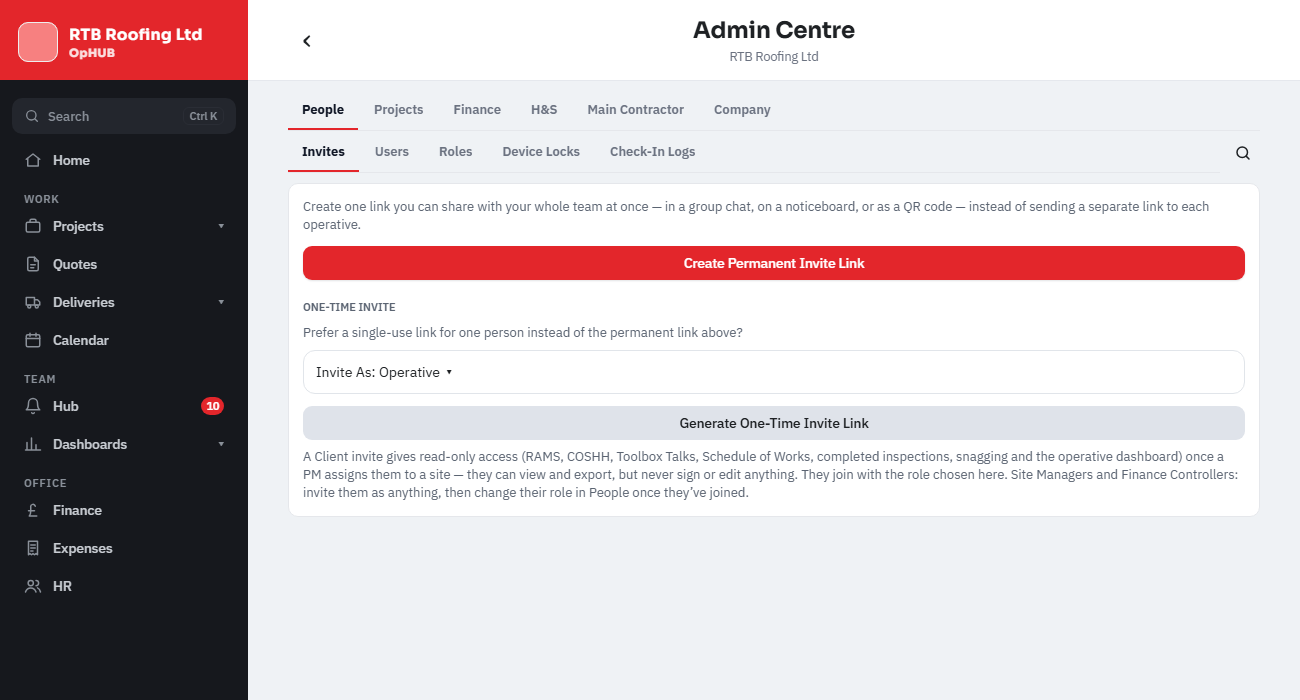 RTB Roofing Ltd
OpHUB
Search Ctrl K
Home
WORK
Projects
Quotes
Deliveries
Calendar
TEAM
Hub 10
Dashboards
OFFICE
Finance
Expenses
HR
Admin Centre
RTB Roofing Ltd
People Projects Finance H&S Main Contractor Company
Invites Users Roles Device Locks Check-In Logs
Create one link you can share with your whole team at once — in a group chat, on a noticeboard, or as a QR code — instead of sending a separate link to each
operative.
Create Permanent Invite Link
ONE-TIME INVITE
Prefer a single-use link for one person instead of the permanent link above?
Invite As: Operative
Generate One-Time Invite Link
A Client invite gives read-only access (RAMS, COSHH, Toolbox Talks, Schedule of Works, completed inspections, snagging and the operative dashboard) once a
PM assigns them to a site — they can view and export, but never sign or edit anything. They join with the role chosen here. Site Managers and Finance Controllers:
invite them as anything, then change their role in People once they’ve joined.